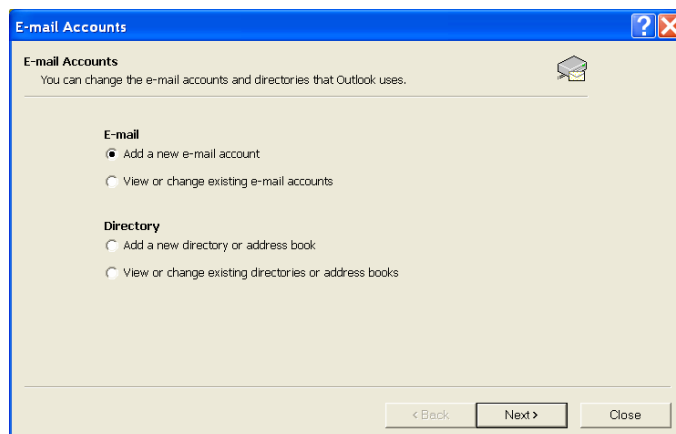 E-mail Accounts
E-mail Accounts
You can change the e-mail accounts and directories that Outlook uses.
E-mail
Add a new e-mail account
View or change existing e-mail accounts
Directory
Add a new directory or address book
View or change existing directories or address books
< Back
Next >
Close